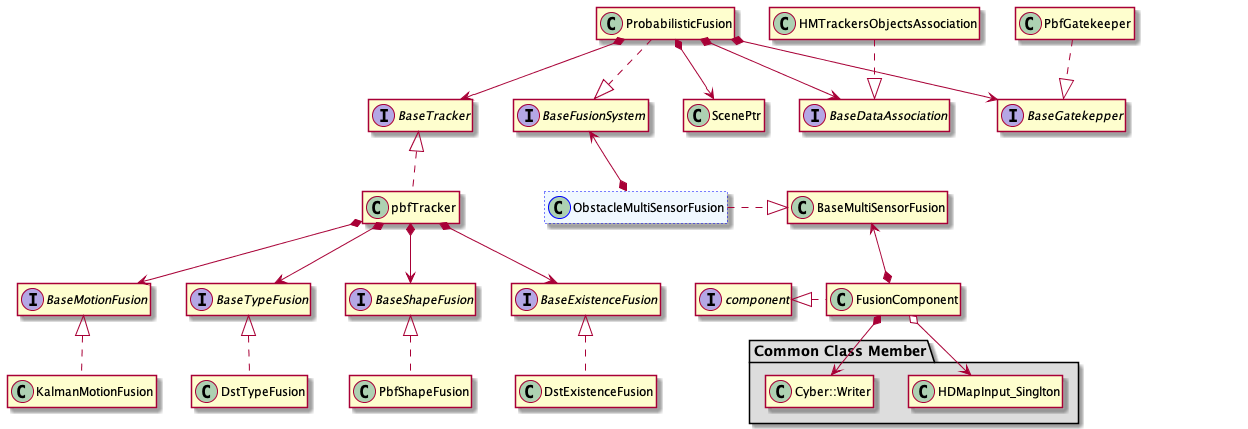 C ProbabilisticFusion
C HMTrackersObjectsAssociation
C PbfGatekeeper
I BaseTracker
I BaseFusionSystem
C ScenePtr
I BaseDataAssociation
I BaseGatekepper
C pbfTracker
C ObstacleMultiSensorFusion
C BaseMultiSensorFusion
I BaseMotionFusion
I BaseTypeFusion
I BaseShapeFusion
I BaseExistenceFusion
I component
C FusionComponent
Common Class Member
C KalmanMotionFusion
C DstTypeFusion
C PbfShapeFusion
C DstExistenceFusion
C Cyber::Writer
C HDMapInput_Singlton